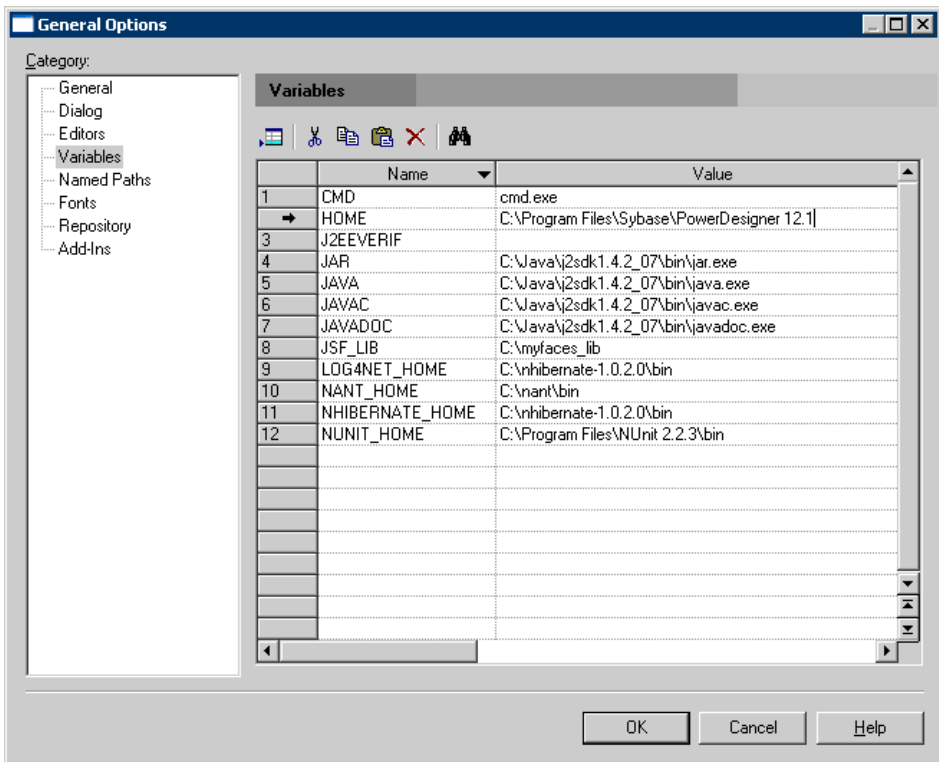 General Options
Category:
General
Dialog
Editors
Variables
Named Paths
Fonts
Repository
Add-Ins
Variables
Name Value
1 CMD cmd.exe
HOME C:\Program Files\Sybase\PowerDesigner 12.1
3 J2EEVERIF
4 JAR C:\Java\j2sdk1.4.2_07\bin\jar.exe
5 JAVA C:\Java\j2sdk1.4.2_07\bin\java.exe
6 JAVAC C:\Java\j2sdk1.4.2_07\bin\javac.exe
7 JAVADOC C:\Java\j2sdk1.4.2_07\bin\javadoc.exe
8 JSF_LIB C:\myfaces_lib
9 LOG4NET_HOME C:\nhibernate-1.0.2.0\bin
10 NANT_HOME C:\nant\bin
11 NHIBERNATE_HOME C:\nhibernate-1.0.2.0\bin
12 NUNIT_HOME C:\Program Files\NUnit 2.2.3\bin
OK Cancel Help